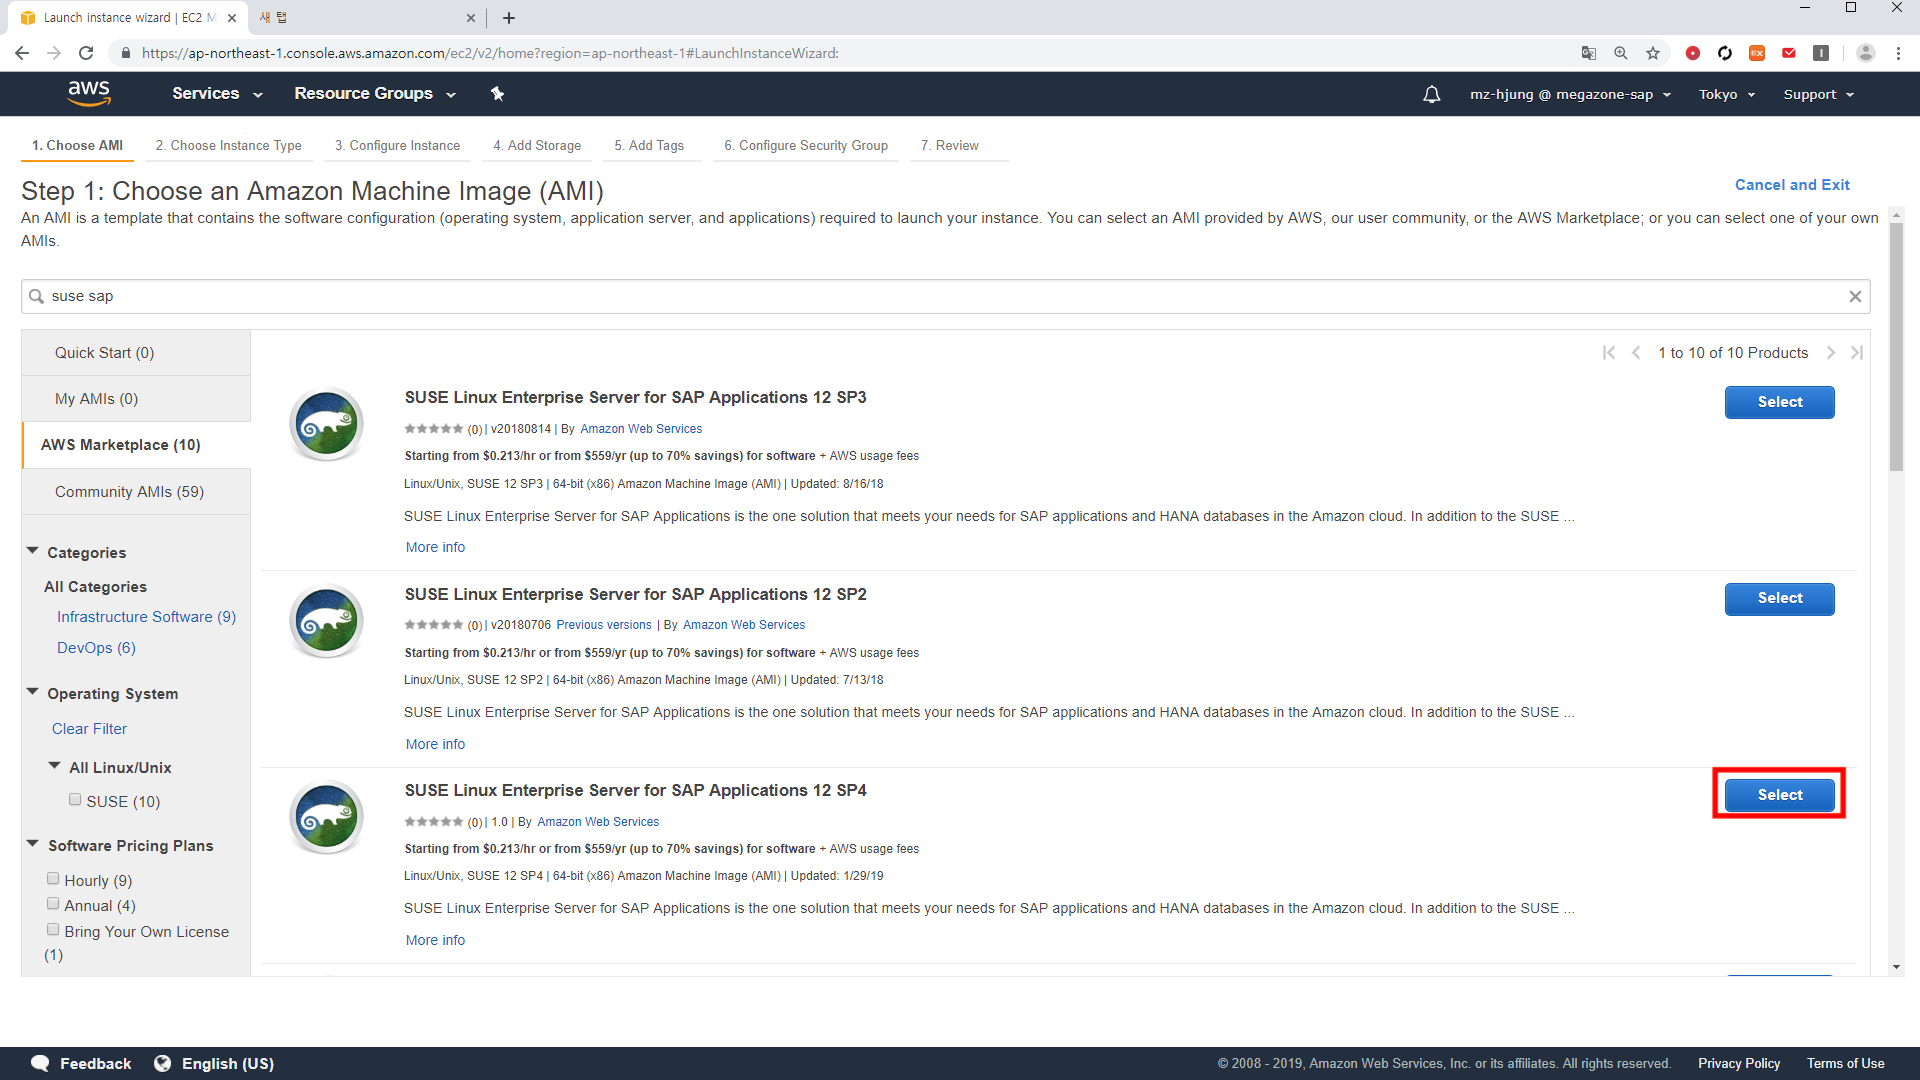 Launch instance wizard | EC2 M
새 탭
https://ap-northeast-1.console.aws.amazon.com/ec2/v2/home?region=ap-northeast-1#LaunchInstanceWizard:
aws
Services
Resource Groups
mz-hjung @ megazone-sap
Tokyo
Support
1. Choose AMI
2. Choose Instance Type
3. Configure Instance
4. Add Storage
5. Add Tags
6. Configure Security Group
7. Review
Step 1: Choose an Amazon Machine Image (AMI)
Cancel and Exit
An AMI is a template that contains the software configuration (operating system, application server, and applications) required to launch your instance. You can select an AMI provided by AWS, our user community, or the AWS Marketplace; or you can select one of your own
AMIs.
suse sap
Quick Start (0)
My AMIs (0)
AWS Marketplace (10)
Community AMIs (59)
Categories
All Categories
Infrastructure Software (9)
DevOps (6)
Operating System
Clear Filter
All Linux/Unix
SUSE (10)
Software Pricing Plans
Hourly (9)
Annual (4)
Bring Your Own License
(1)
1 to 10 of 10 Products
SUSE Linux Enterprise Server for SAP Applications 12 SP3
Select
(0) | v20180814 | By Amazon Web Services
Starting from $0.213/hr or from $559/yr (up to 70% savings) for software + AWS usage fees
Linux/Unix, SUSE 12 SP3 | 64-bit (x86) Amazon Machine Image (AMI) | Updated: 8/16/18
SUSE Linux Enterprise Server for SAP Applications is the one solution that meets your needs for SAP applications and HANA databases in the Amazon cloud. In addition to the SUSE ...
More info
SUSE Linux Enterprise Server for SAP Applications 12 SP2
Select
(0) | v20180706 Previous versions | By Amazon Web Services
Starting from $0.213/hr or from $559/yr (up to 70% savings) for software + AWS usage fees
Linux/Unix, SUSE 12 SP2 | 64-bit (x86) Amazon Machine Image (AMI) | Updated: 7/13/18
SUSE Linux Enterprise Server for SAP Applications is the one solution that meets your needs for SAP applications and HANA databases in the Amazon cloud. In addition to the SUSE ...
More info
SUSE Linux Enterprise Server for SAP Applications 12 SP4
Select
(0) | 1.0 | By Amazon Web Services
Starting from $0.213/hr or from $559/yr (up to 70% savings) for software + AWS usage fees
Linux/Unix, SUSE 12 SP4 | 64-bit (x86) Amazon Machine Image (AMI) | Updated: 1/29/19
SUSE Linux Enterprise Server for SAP Applications is the one solution that meets your needs for SAP applications and HANA databases in the Amazon cloud. In addition to the SUSE ...
More info
Feedback
English (US)
© 2008 - 2019, Amazon Web Services, Inc. or its affiliates. All rights reserved.
Privacy Policy
Terms of Use